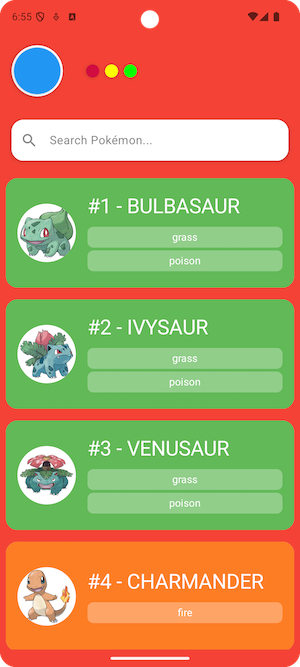 6:55
Search Pokémon...
#1 - BULBASAUR
grass
poison
#2 - IVYSAUR
grass
poison
#3 - VENUSAUR
grass
poison
#4 - CHARMANDER
fire